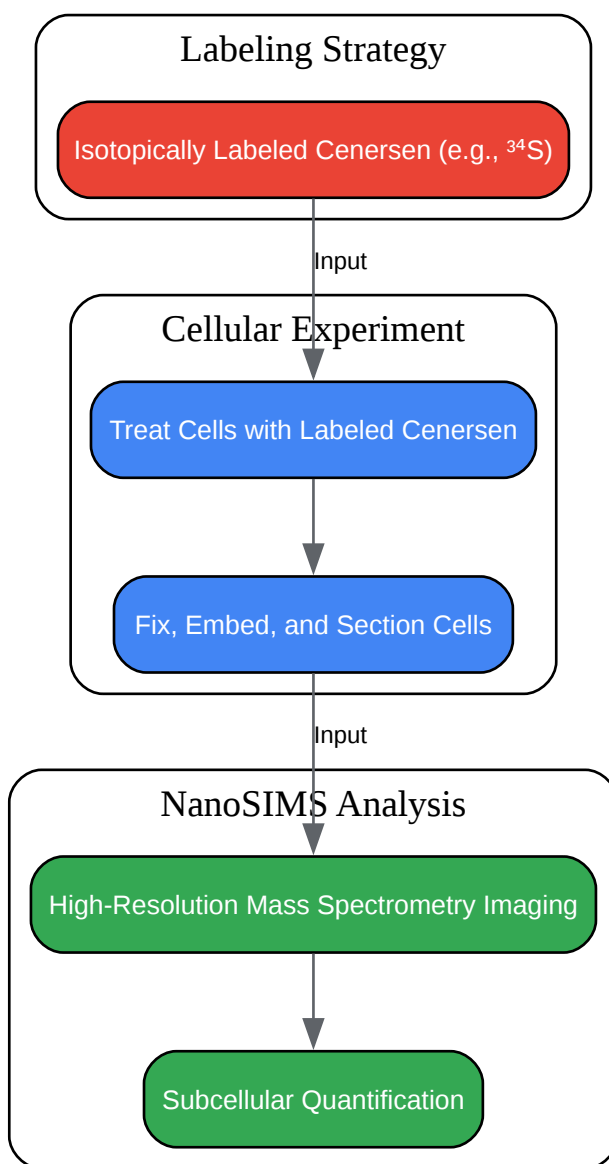 Labeling Strategy
Isotopically Labeled Cenersen (e.g., ³⁴S)
Input
Cellular Experiment
Treat Cells with Labeled Cenersen
Fix, Embed, and Section Cells
Input
NanoSIMS Analysis
High-Resolution Mass Spectrometry Imaging
Subcellular Quantification